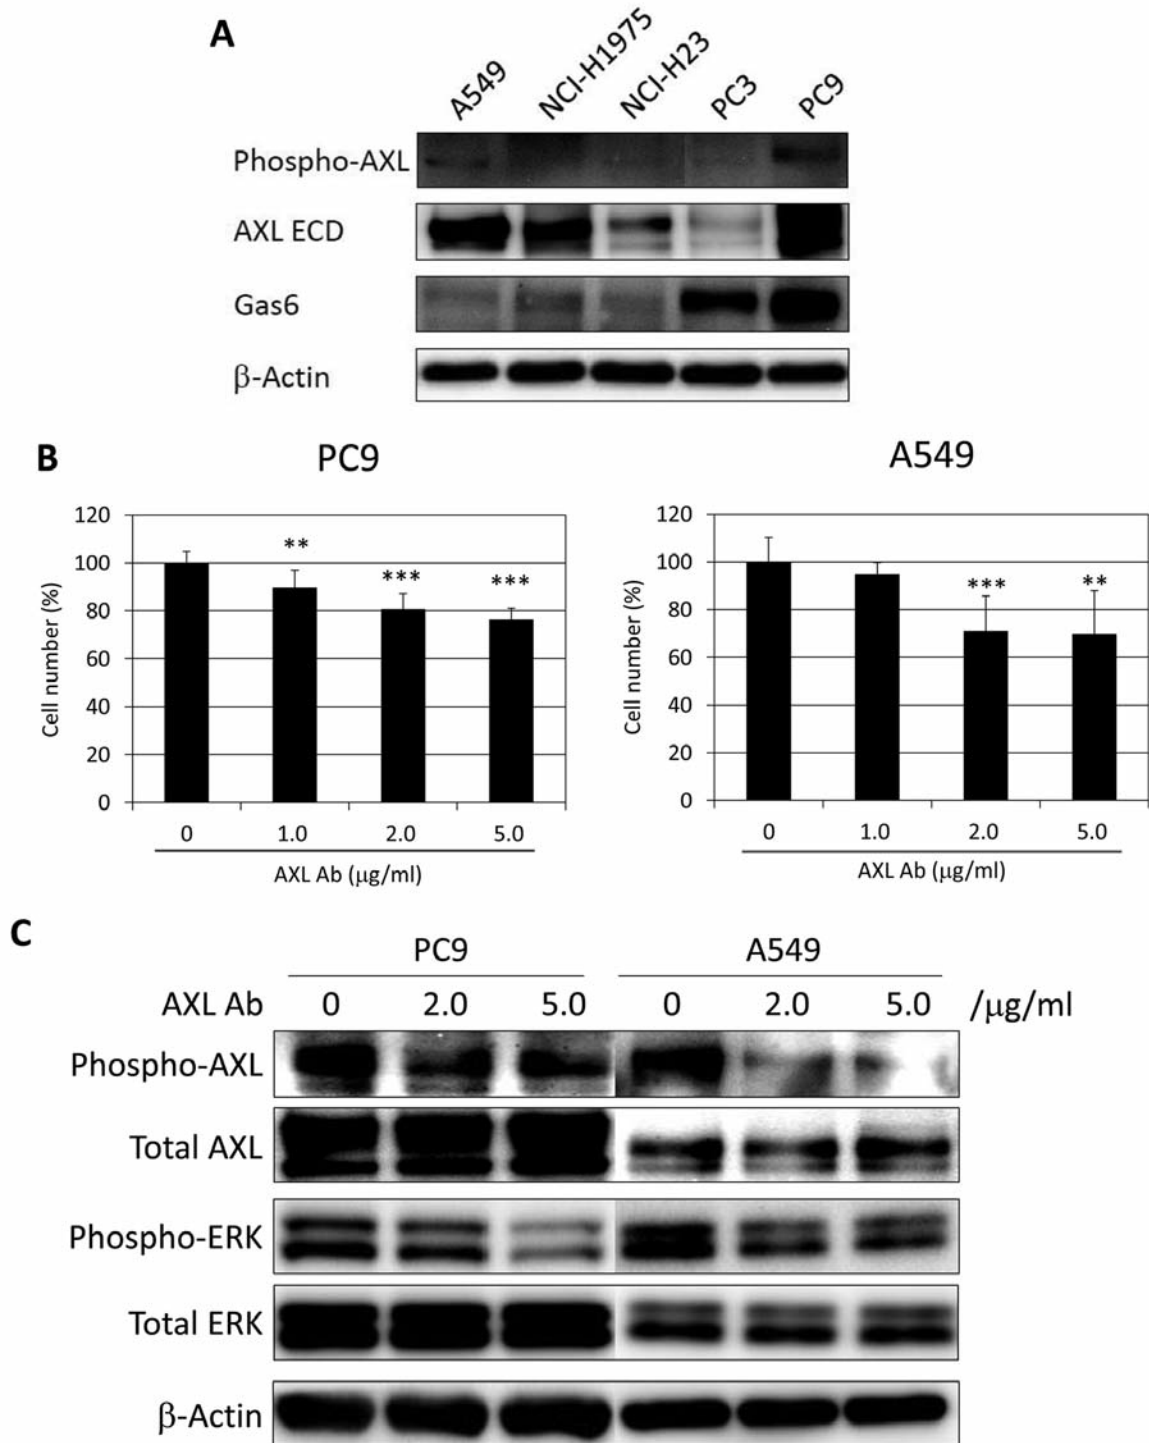 A
A549 NCI-H1975 NCI-H23 PC3 PC9
Phospho-AXL
AXL ECD
Gas6
β-Actin
B
PC9
120
100
80
60
40
20
0
Cell number (%)
** *** ***
0 1.0 2.0 5.0
AXL Ab (μg/ml)
A549
120
100
80
60
40
20
0
Cell number (%)
*** **
0 1.0 2.0 5.0
AXL Ab (μg/ml)
C
PC9 A549
AXL Ab 0 2.0 5.0 0 2.0 5.0 /μg/ml
Phospho-AXL
Total AXL
Phospho-ERK
Total ERK
β-Actin